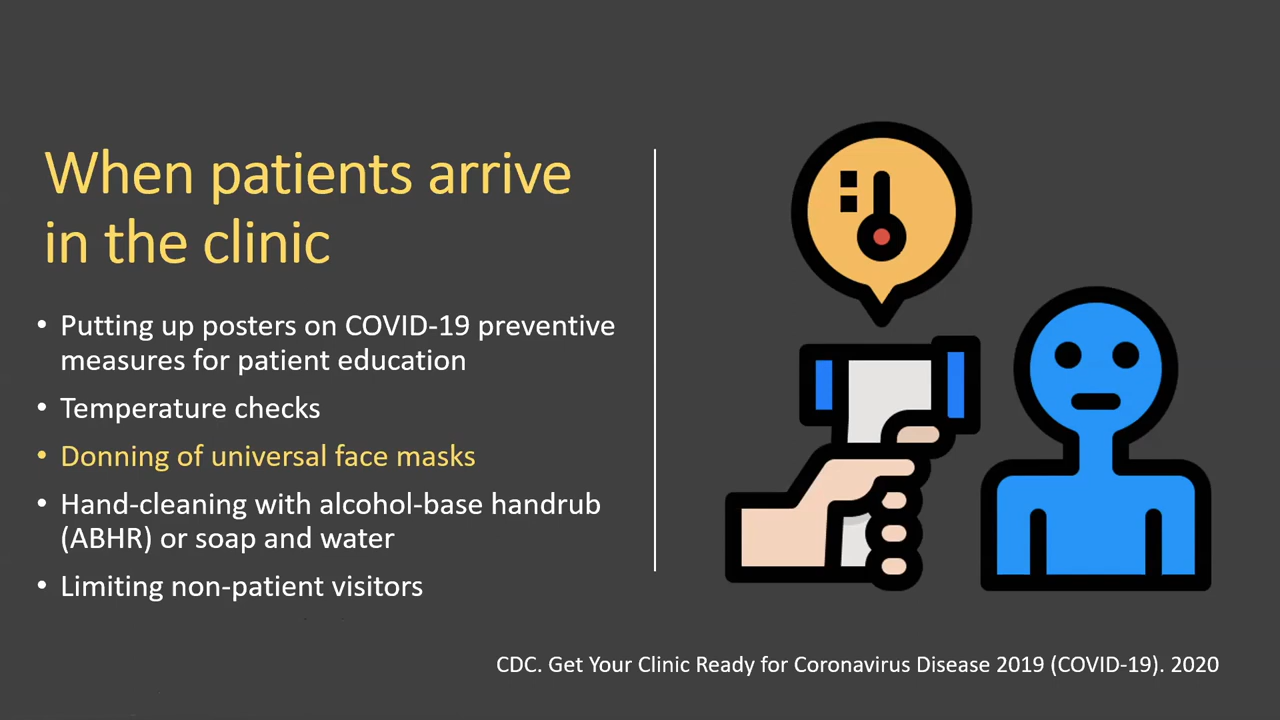 When patients arrive
in the clinic
• Putting up posters on COVID-19 preventive
measures for patient education
• Temperature checks
• Donning of universal face masks
• Hand-cleaning with alcohol-base handrub
(ABHR) or soap and water
• Limiting non-patient visitors
CDC. Get Your Clinic Ready for Coronavirus Disease 2019 (COVID-19). 2020